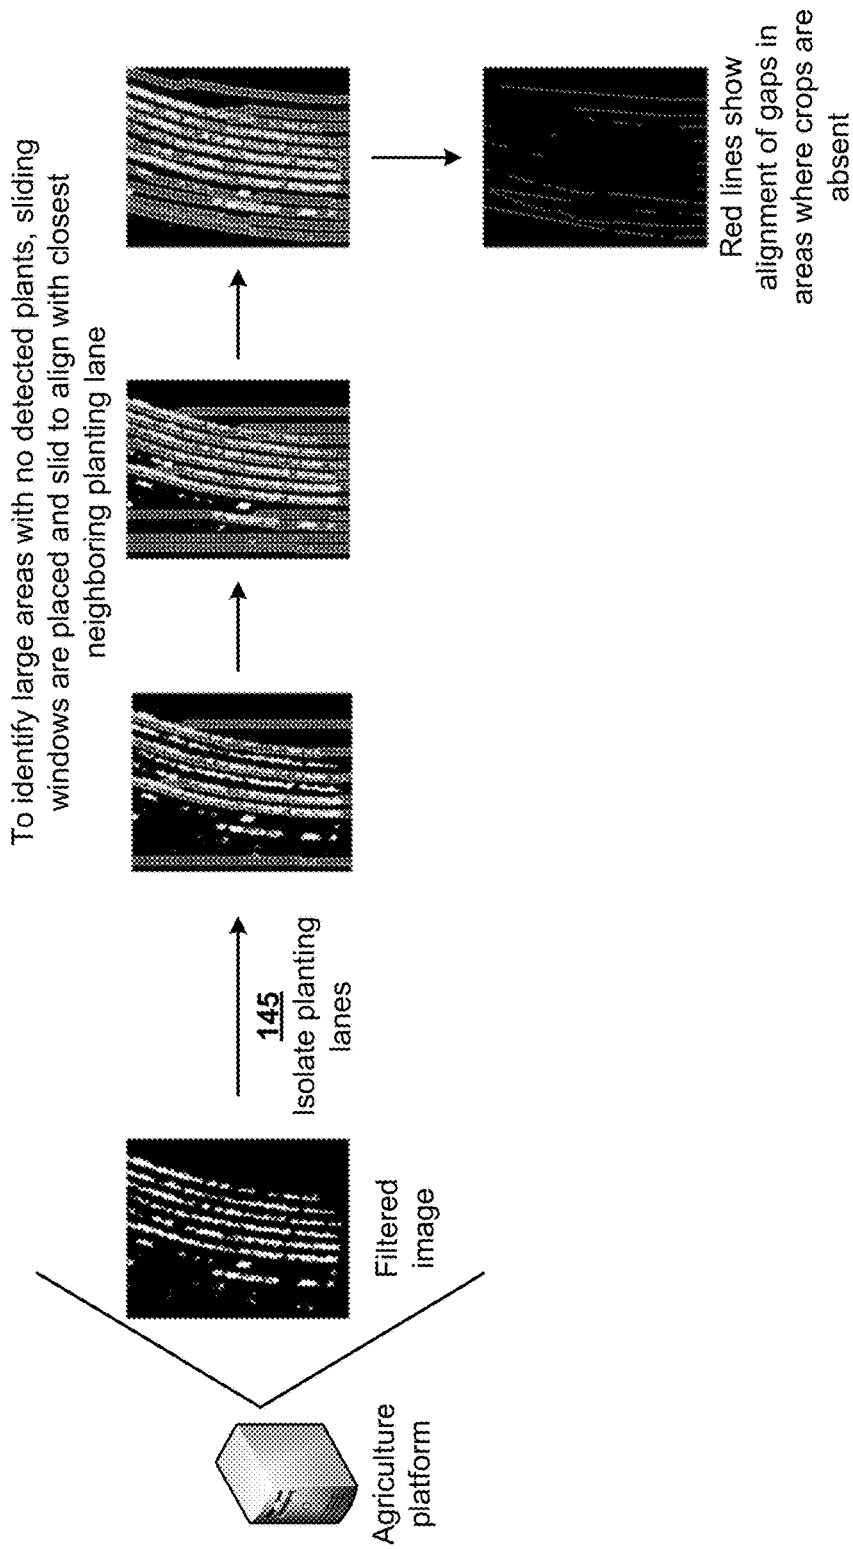 To identify large areas with no detected plants, sliding
windows are placed and slid to align with closest
neighboring planting lane
Agriculture
platform
Filtered
image
145
Isolate planting
lanes
Red lines show
alignment of gaps in
areas where crops are
absent